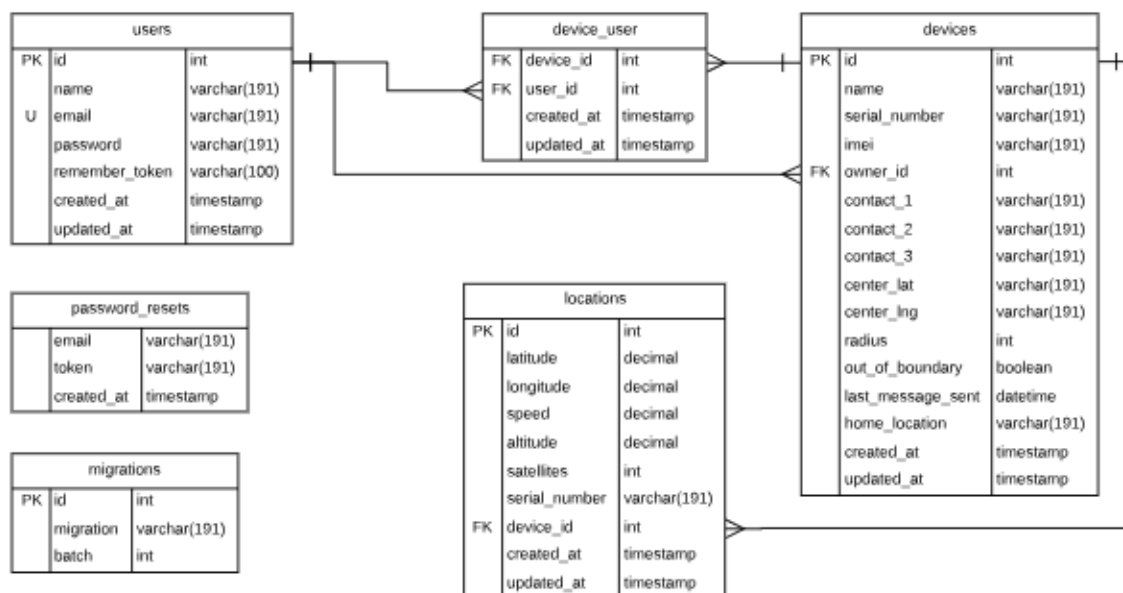 users
PK id int
name varchar(191)
U email varchar(191)
password varchar(191)
remember_token varchar(100)
created_at timestamp
updated_at timestamp
device_user
FK device_id int
FK user_id int
created_at timestamp
updated_at timestamp
devices
PK id int
name varchar(191)
serial_number varchar(191)
imei varchar(191)
FK owner_id int
contact_1 varchar(191)
contact_2 varchar(191)
contact_3 varchar(191)
center_lat varchar(191)
center_lng varchar(191)
radius int
out_of_boundary boolean
last_message_sent datetime
home_location varchar(191)
created_at timestamp
updated_at timestamp
password_resets
email varchar(191)
token varchar(191)
created_at timestamp
locations
PK id int
latitude decimal
longitude decimal
speed decimal
altitude decimal
satellites int
serial_number varchar(191)
FK device_id int
created_at timestamp
updated_at timestamp
migrations
PK id int
migration varchar(191)
batch int